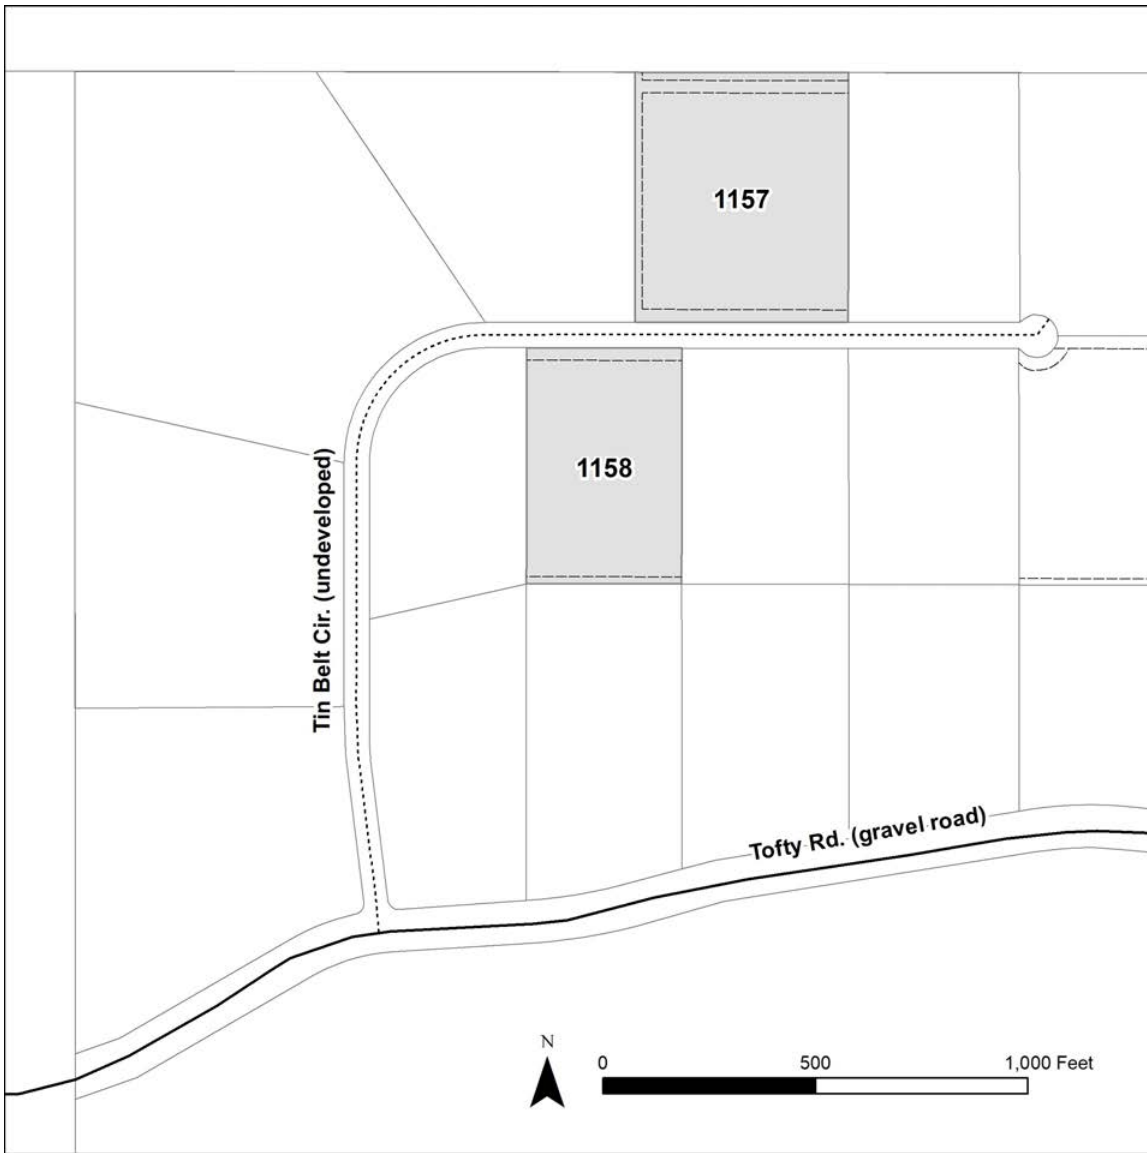 1157
1158
Tin Belt Cir. (undeveloped)
Tofty Rd. (gravel road)
N
0 500 1,000 Feet